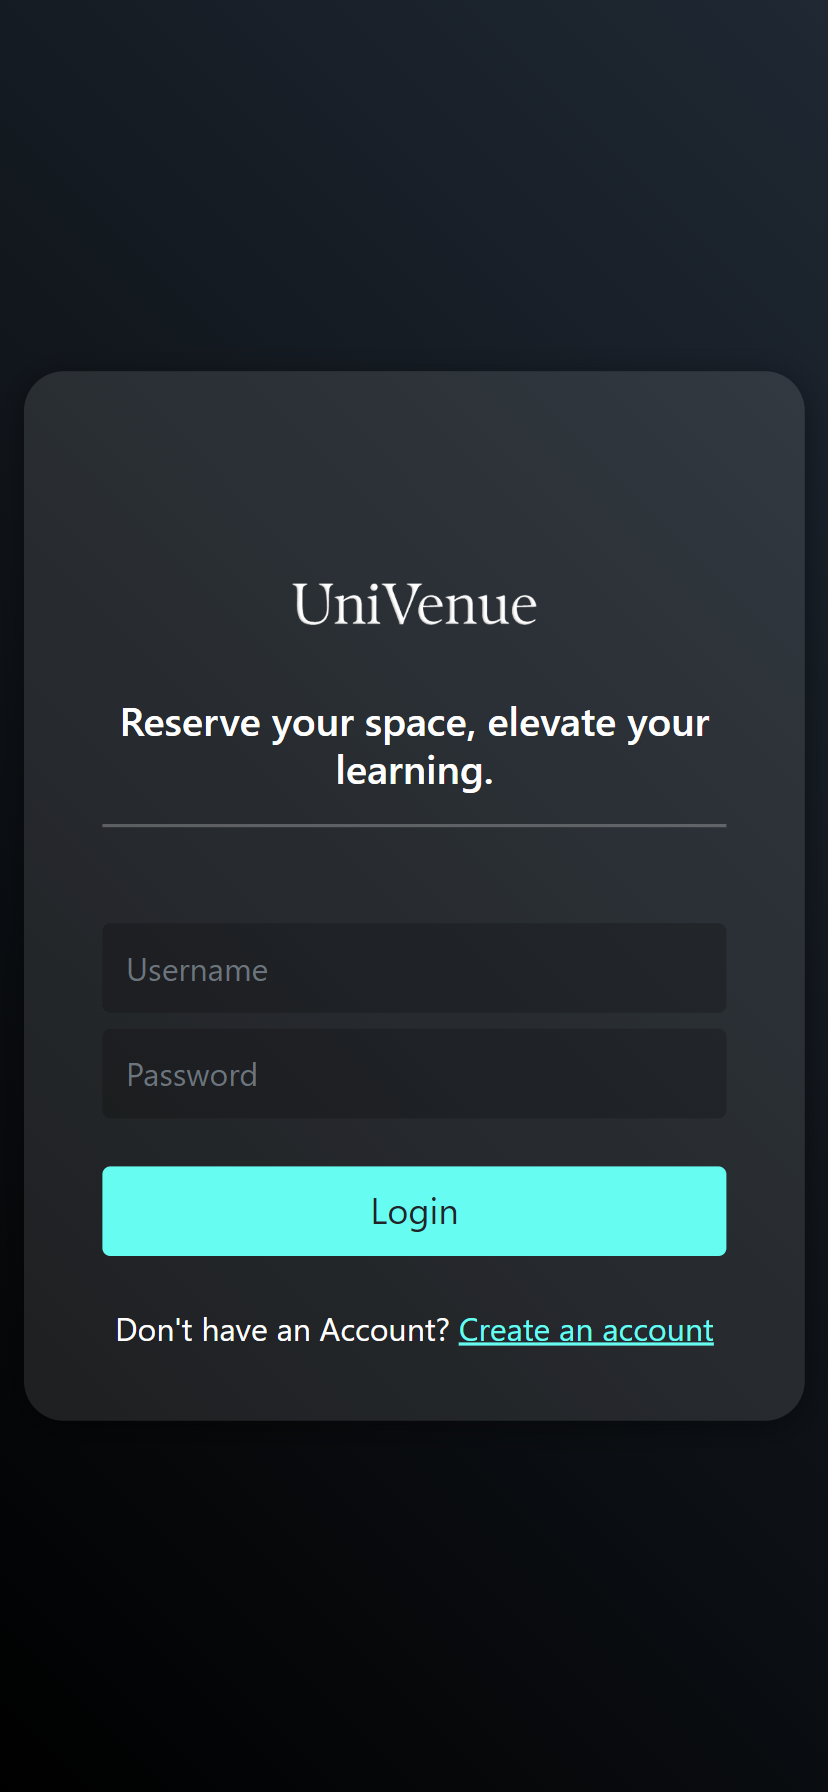 UniVenue
Reserve your space, elevate your
learning.
Username
Password
Login
Don't have an Account? Create an account